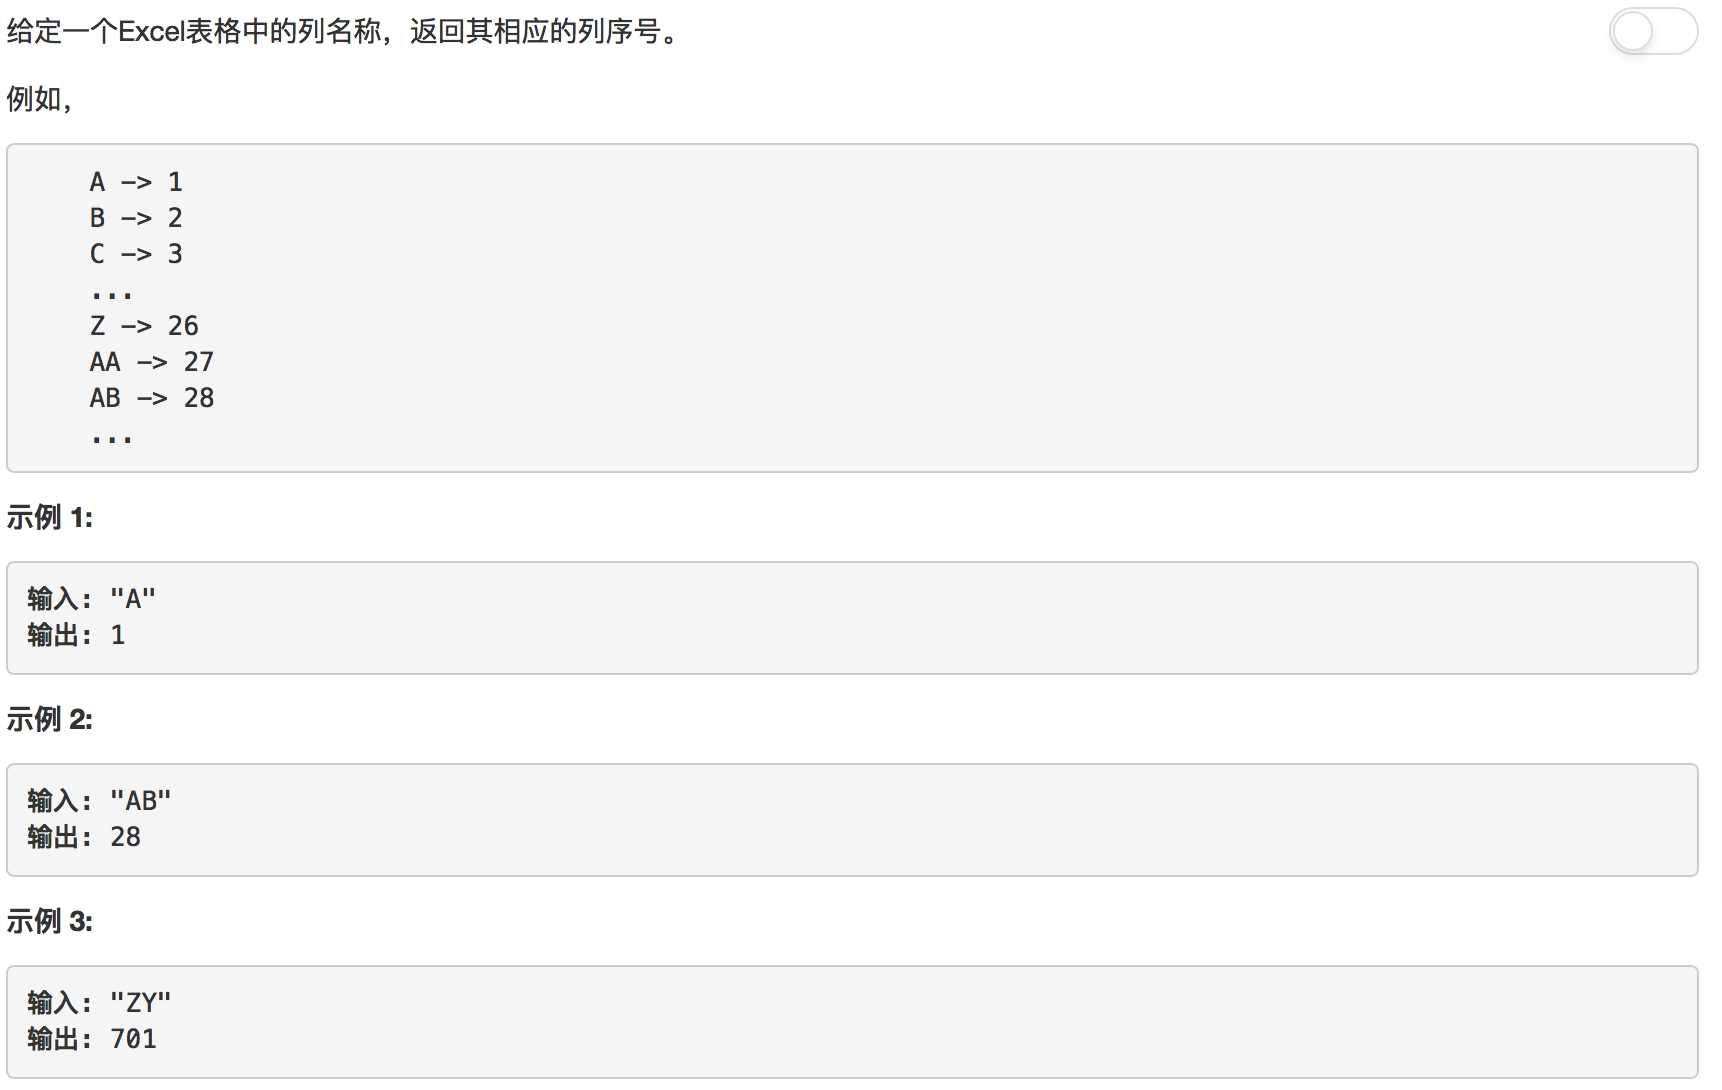 给定一个Excel表格中的列名称，返回其相应的列序号。
例如，
A -> 1
B -> 2
C -> 3
...
Z -> 26
AA -> 27
AB -> 28
...
示例 1:
输入: "A"
输出: 1
示例 2:
输入: "AB"
输出: 28
示例 3:
输入: "ZY"
输出: 701